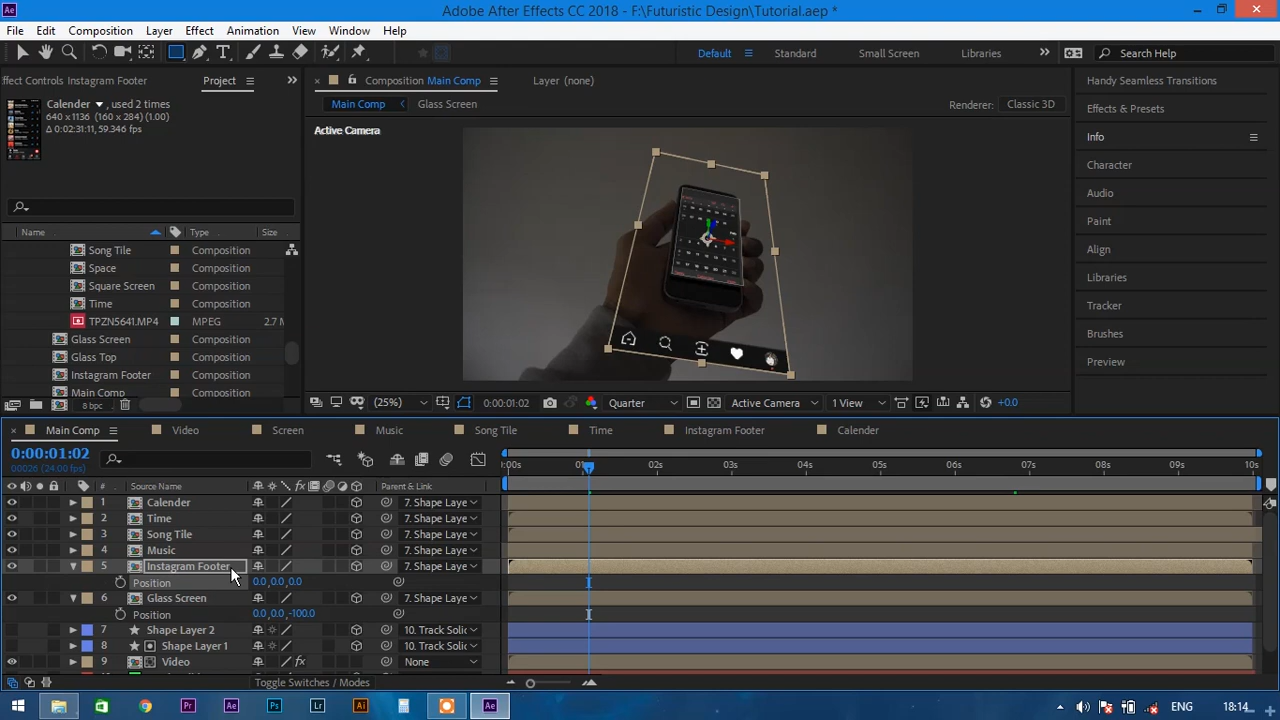 Adobe After Effects CC 2018 - F:\Futuristic Design\Tutorial.aep *
File Edit Composition Layer Effect Animation View Window Help
Default Standard Small Screen Libraries Search Help
ffect Controls Instagram Footer Project
Composition Main Comp Layer (none)
Calender , used 2 times
640 x 1136 (160 x 284) (1.00)
Δ 0:02:31:11, 59.346 fps
Main Comp Glass Screen
Renderer: Classic 3D
Active Camera
Name Type Size
Song Tile Composition
Space Composition
Square Screen Composition
Time Composition
TPZN5641.MP4 MPEG 2.7 M
Glass Screen Composition
Glass Top Composition
Instagram Footer Composition
Main Comp Composition
8 bpc
(25%) 0:00:01:02 Quarter Active Camera 1 View +0.0
Handy Seamless Transitions
Effects & Presets
Info
Character
Audio
Paint
Align
Libraries
Tracker
Brushes
Preview
Main Comp Video Screen Music Song Tile Time Instagram Footer Calender
0:00:01:02
00026 (24.00 fps)
# Source Name Parent & Link
):00s 01s 02s 03s 04s 05s 06s 07s 08s 09s 10s
1 Calender 7. Shape Laye
2 Time 7. Shape Laye
3 Song Tile 7. Shape Laye
4 Music 7. Shape Laye
5 Instagram Footer 7. Shape Laye
Position 0.0,0.0,0.0
6 Glass Screen 7. Shape Laye
Position 0.0,0.0,-100.0
7 Shape Layer 2 10. Track Solic
8 Shape Layer 1 10. Track Solic
9 Video None
Toggle Switches / Modes
18:14